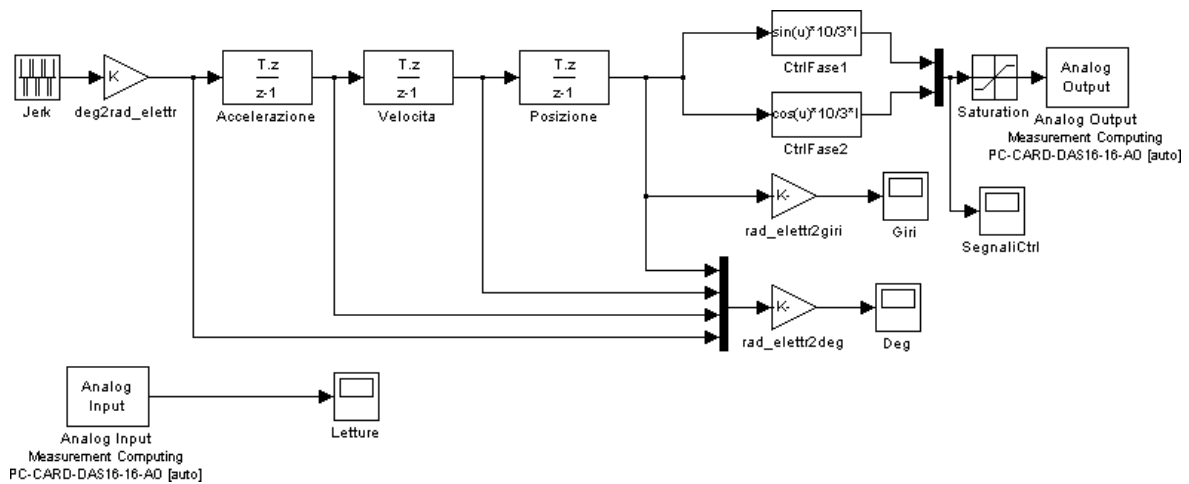 Jerk
K
deg2rad_elettr
T.z
z-1
Accelerazione
T.z
z-1
Velocita
T.z
z-1
Posizione
sin(u)*10/3*I
CtrlFase1
cos(u)*10/3*I
CtrlFase2
Saturation
Analog
Output
Analog Output
Measurement Computing
PC-CARD-DAS16-16-AO [auto]
K-
rad_elettr2giri
Giri
SegnaliCtrl
K-
rad_elettr2deg
Deg
Analog
Input
Analog Input
Measurement Computing
PC-CARD-DAS16-16-AO [auto]
Letture